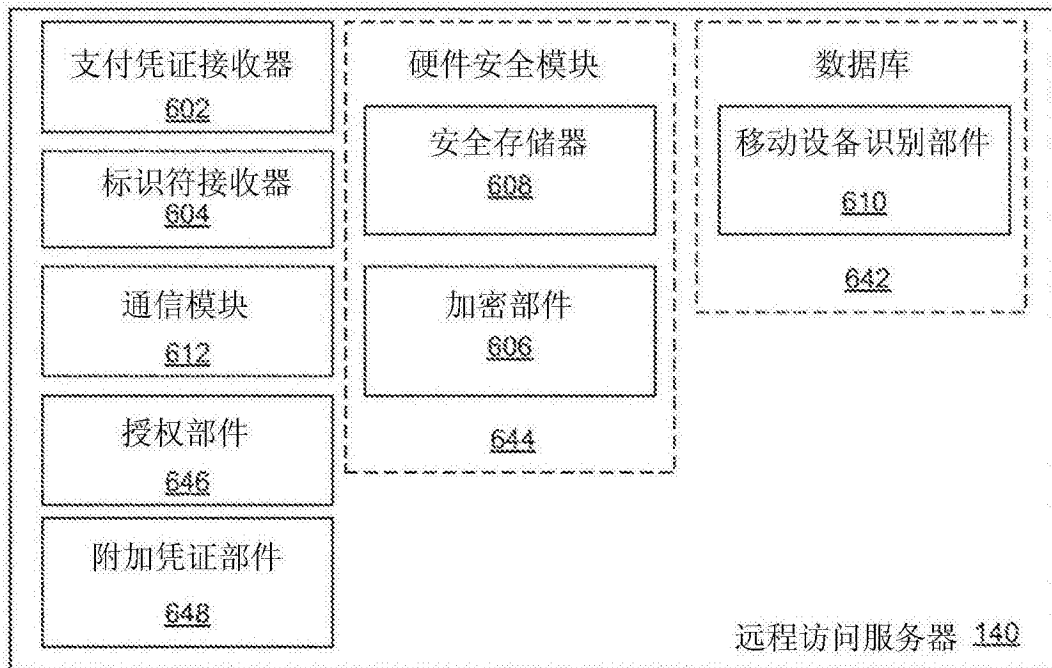 支付凭证接收器
602
标识符接收器
604
通信模块
612
授权部件
646
附加凭证部件
648
硬件安全模块
安全存储器
608
加密部件
606
644
数据库
移动设备识别部件
610
642
远程访问服务器 140